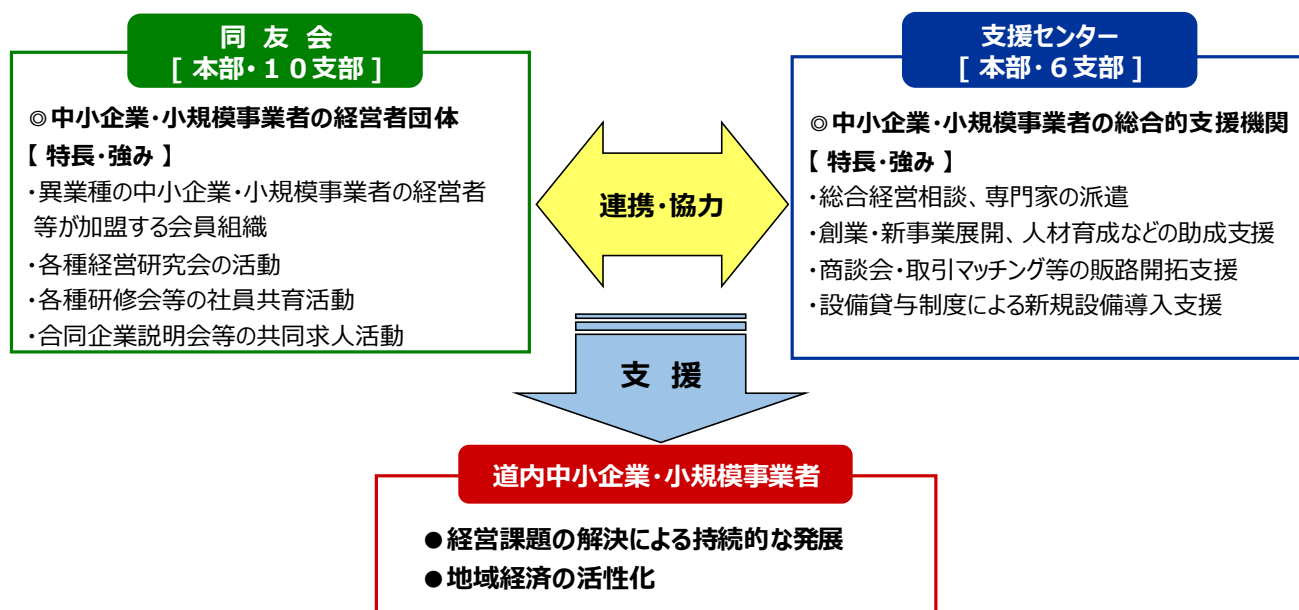 同 友 会
[ 本部・１０支部 ]
◎中小企業・小規模事業者の経営者団体
【 特長・強み 】
・異業種の中小企業・小規模事業者の経営者
等が加盟する会員組織
・各種経営研究会の活動
・各種研修会等の社員共育活動
・合同企業説明会等の共同求人活動
連携・協力
支援センター
[ 本部・６支部 ]
◎中小企業・小規模事業者の総合的支援機関
【 特長・強み 】
・総合経営相談、専門家の派遣
・創業・新事業展開、人材育成などの助成支援
・商談会・取引マッチング等の販路開拓支援
・設備貸与制度による新規設備導入支援
支 援
道内中小企業・小規模事業者
●経営課題の解決による持続的な発展
●地域経済の活性化